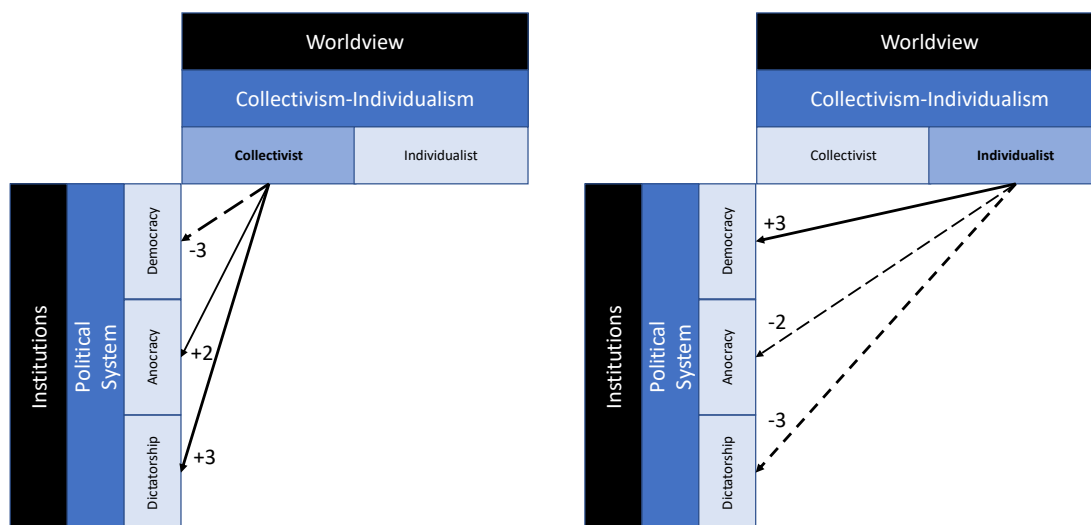 Worldview
Collectivism-Individualism
Collectivist
Individualist
Institutions
Political
System
Democracy
Anocracy
Dictatorship
-3
+2
+3
Worldview
Collectivism-Individualism
Collectivist
Individualist
Institutions
Political
System
Democracy
Anocracy
Dictatorship
+3
-2
-3